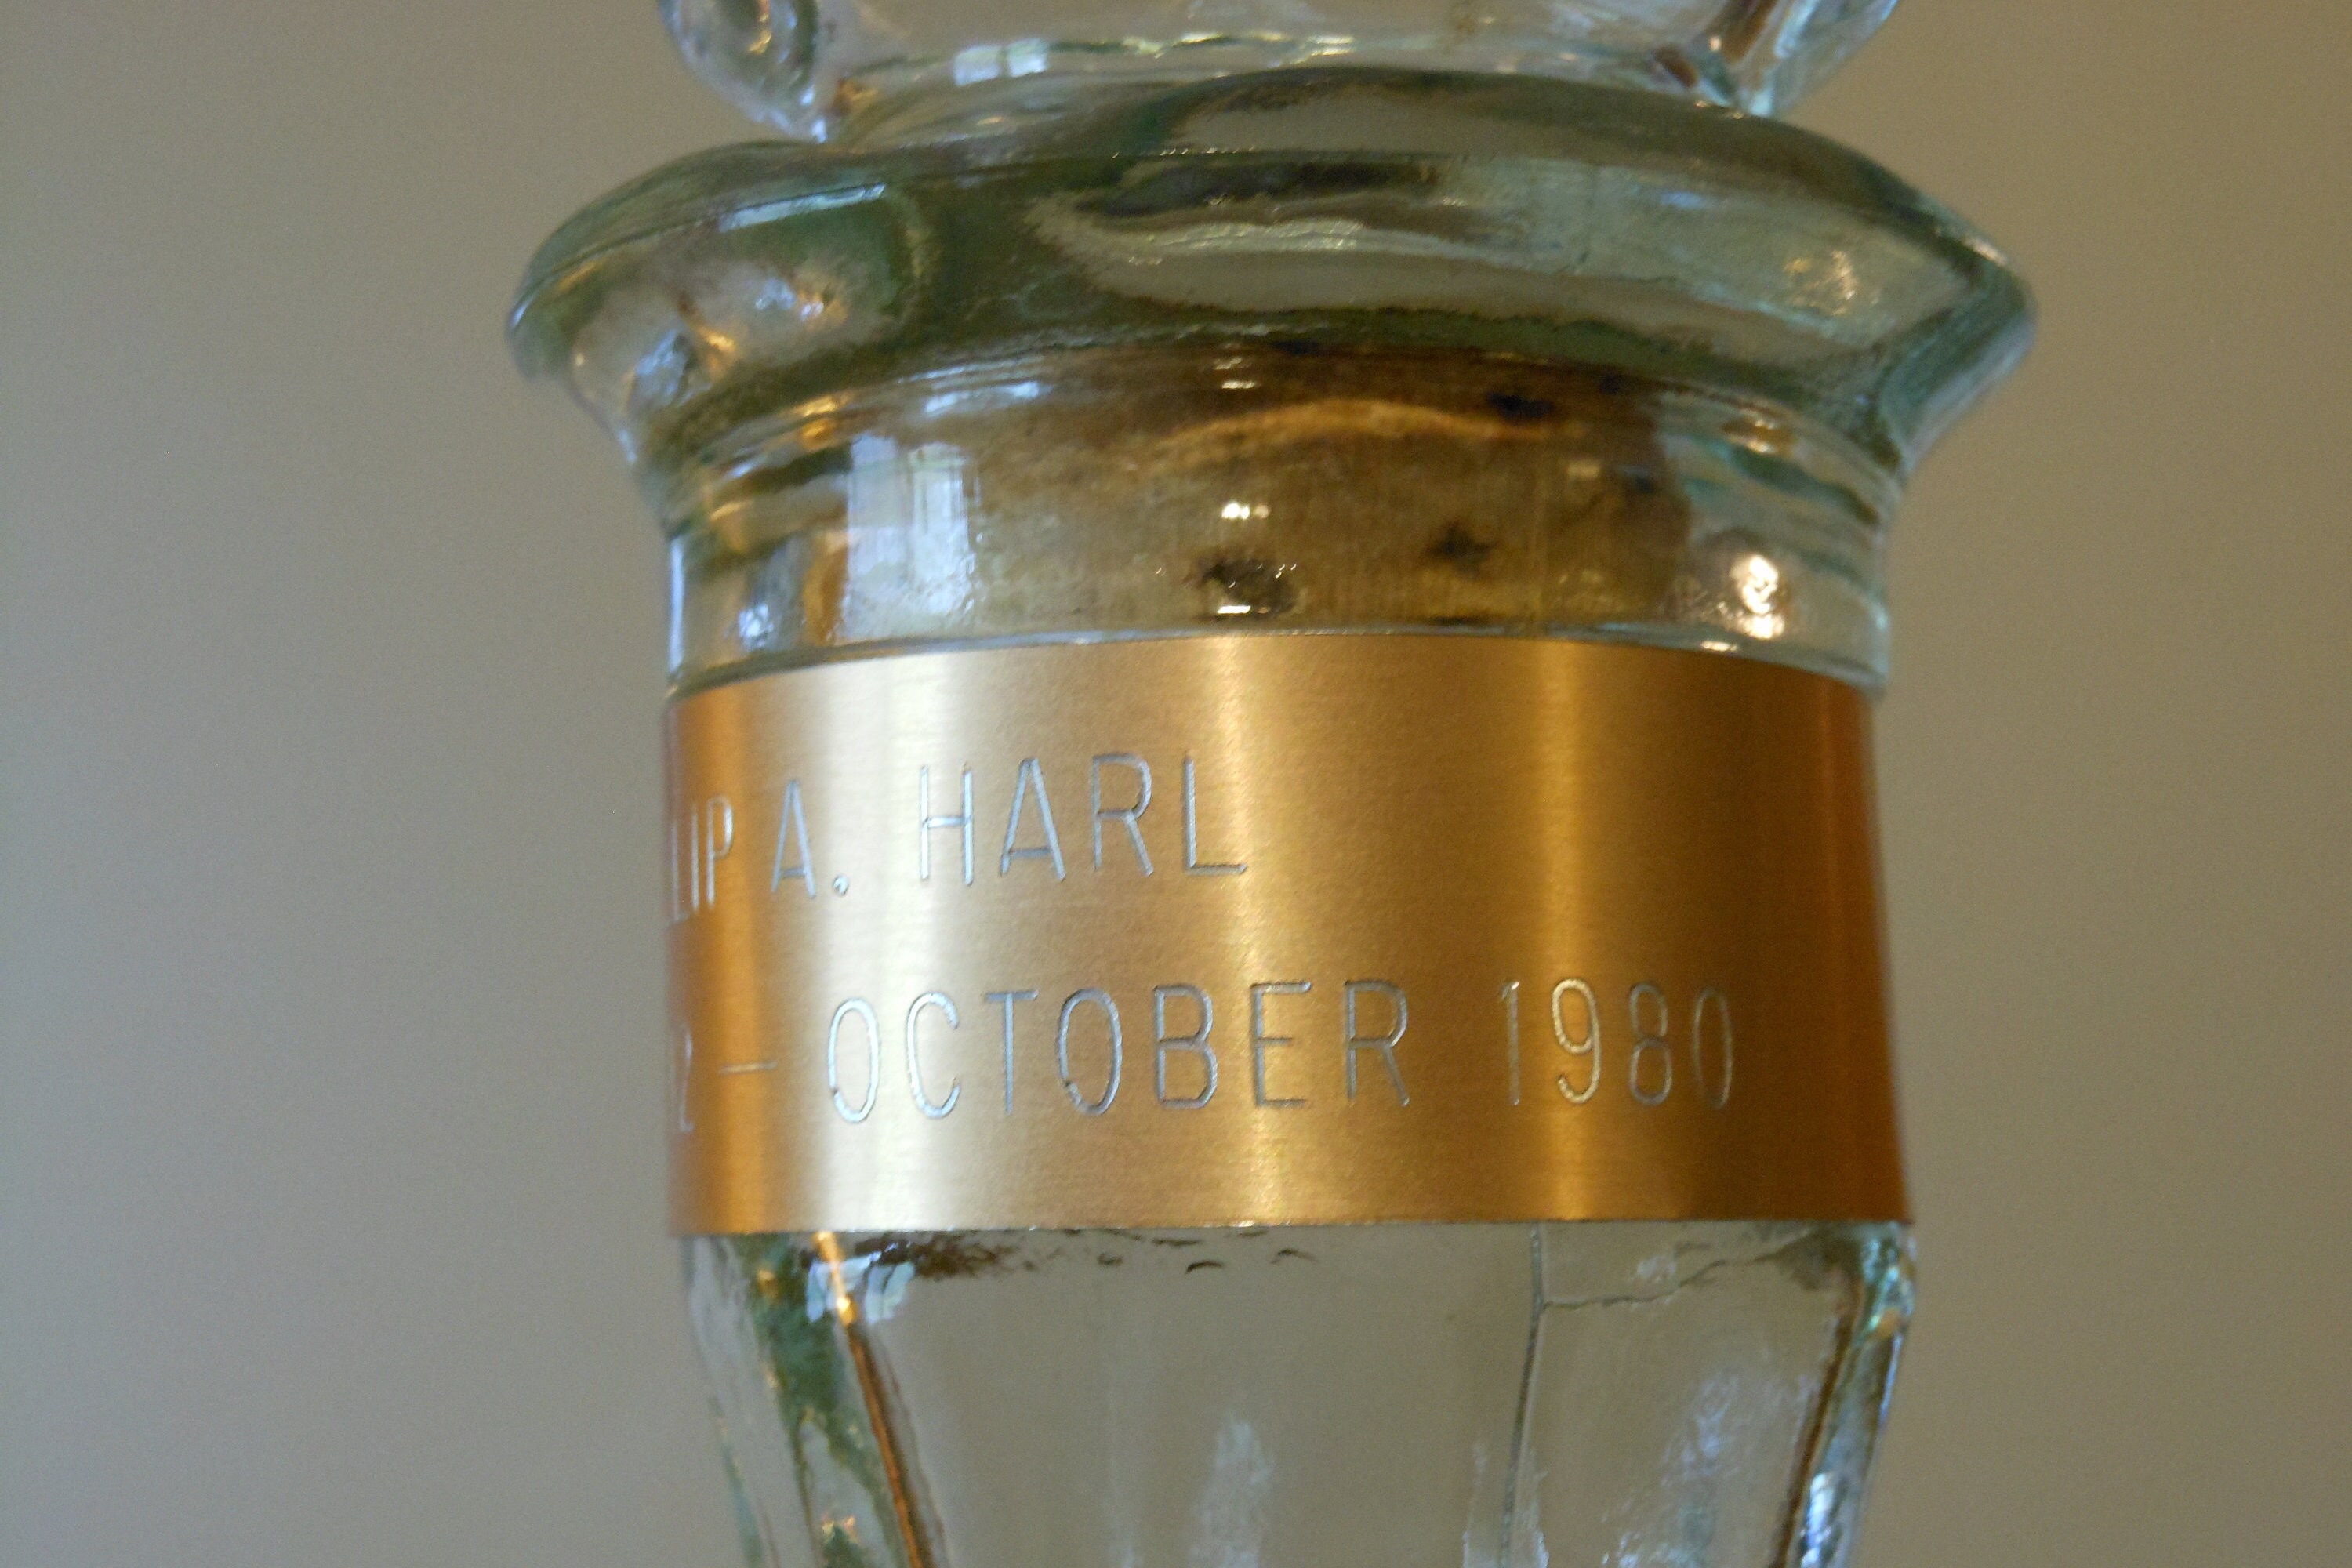 LIP A. HARL
2 — OCTOBER 1980